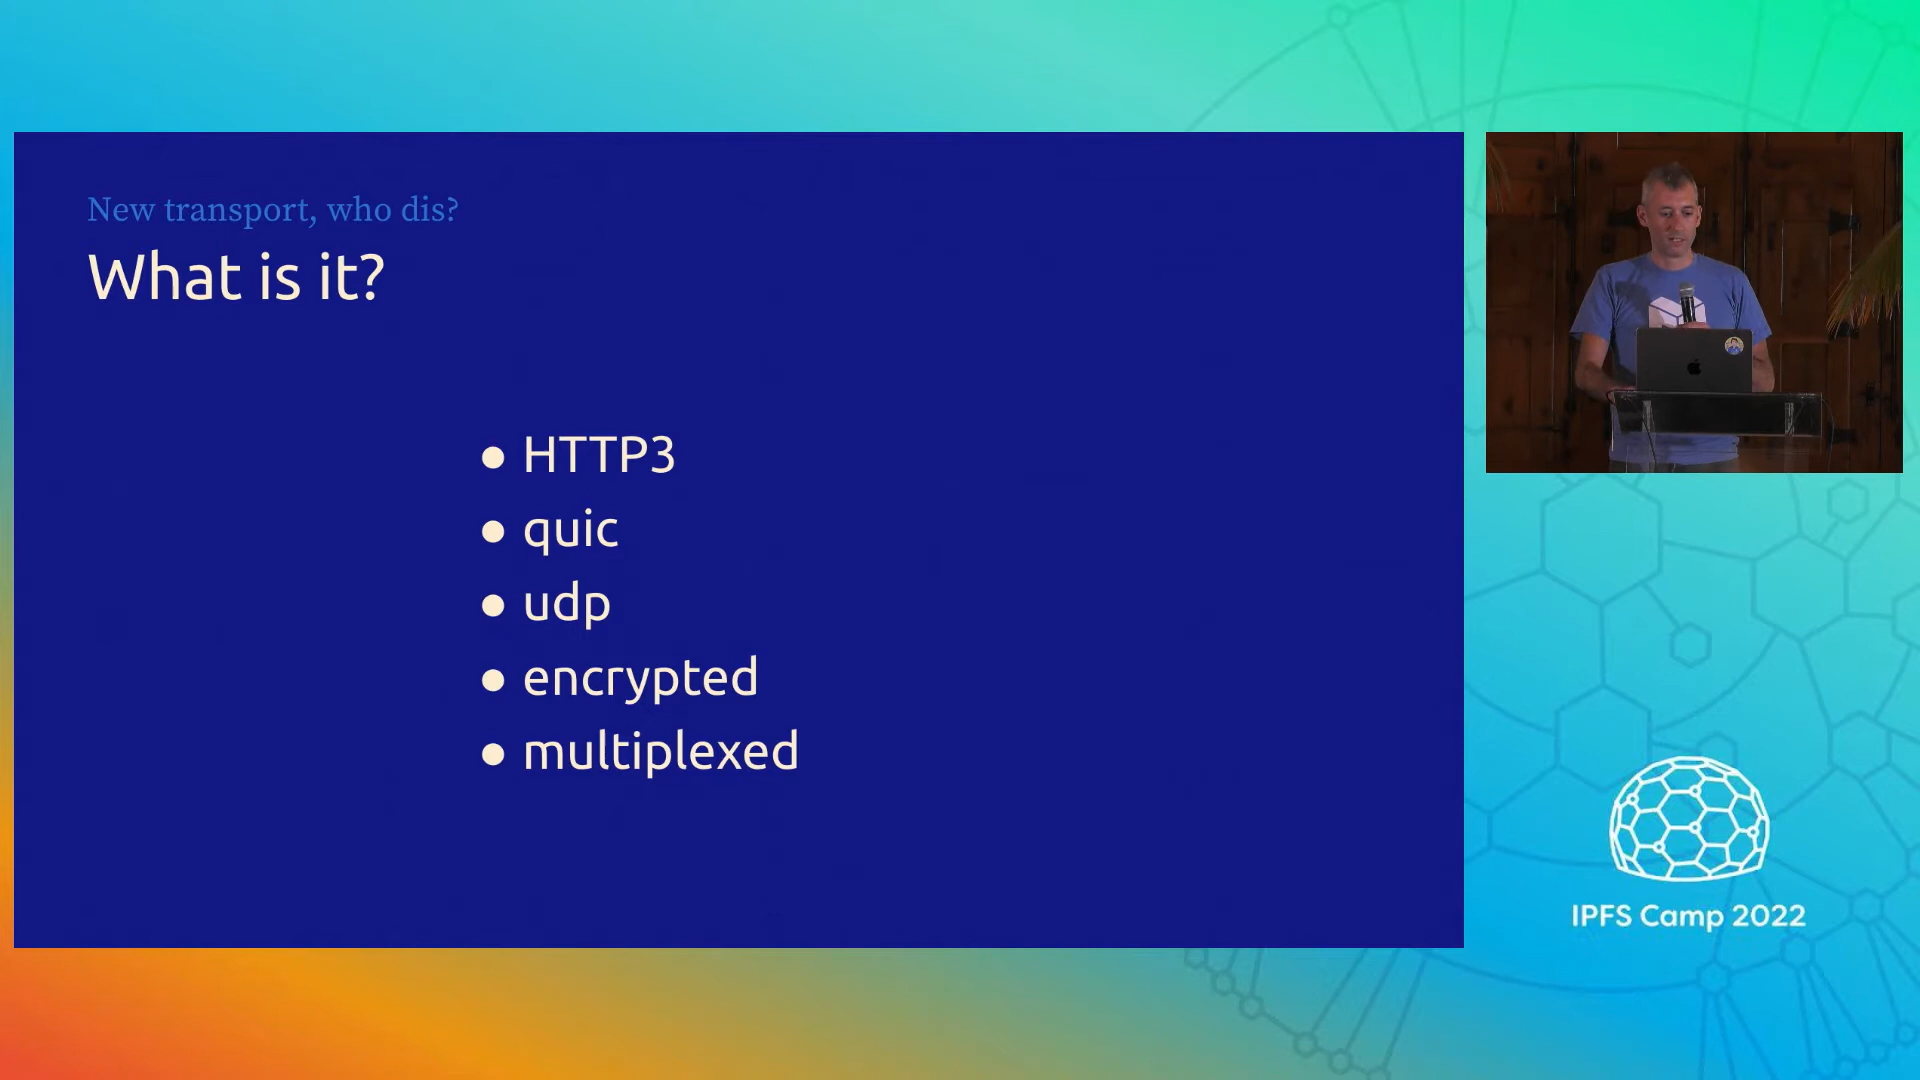 New transport, who dis?
What is it?
● HTTP3
● quic
● udp
● encrypted
● multiplexed
IPFS Camp 2022